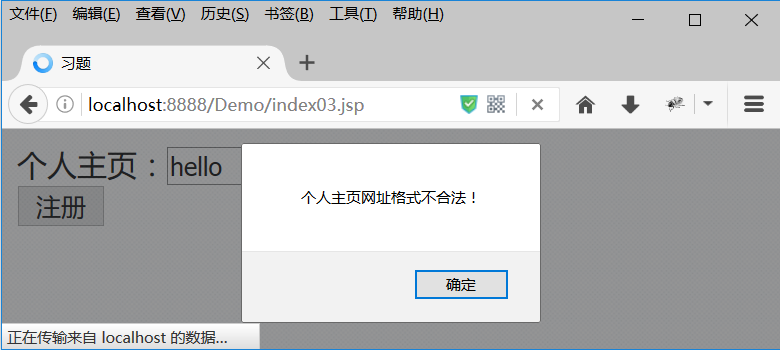 文件(F) 编辑(E) 查看(V) 历史(S) 书签(B) 工具(T) 帮助(H)
习题
localhost:8888/Demo/index03.jsp
个人主页：hello
注册
个人主页网址格式不合法！
确定
正在传输来自 localhost 的数据...